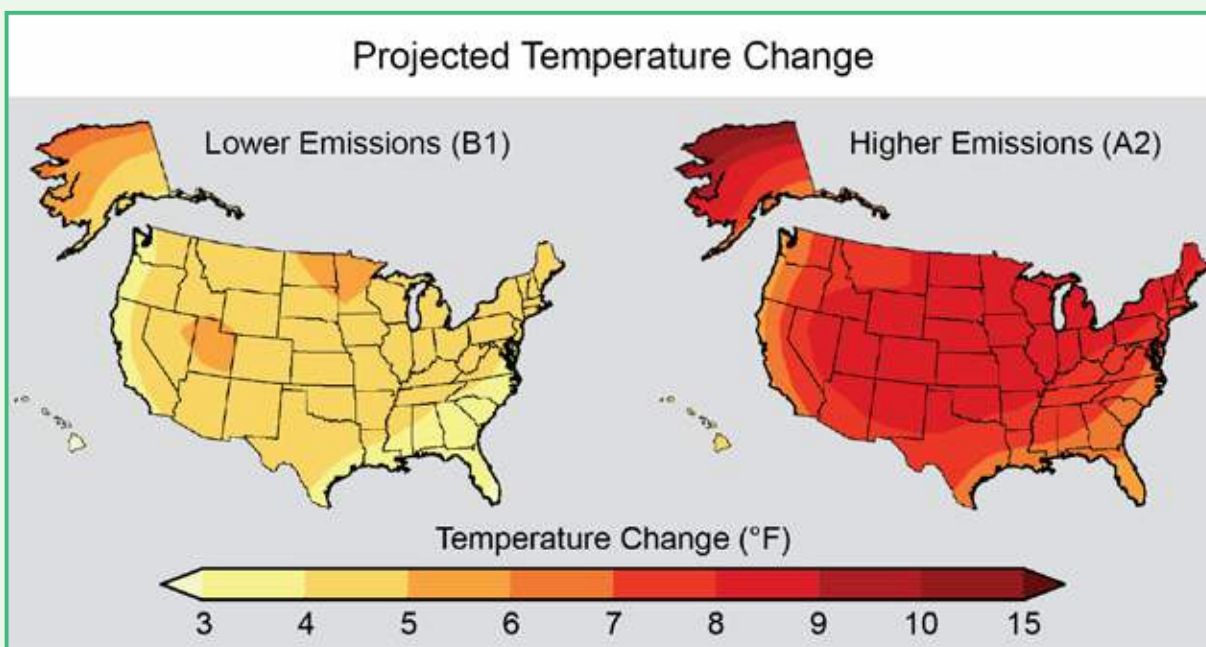 Projected Temperature Change
Lower Emissions (B1)
Higher Emissions (A2)
Temperature Change (°F)
3 4 5 6 7 8 9 10 15